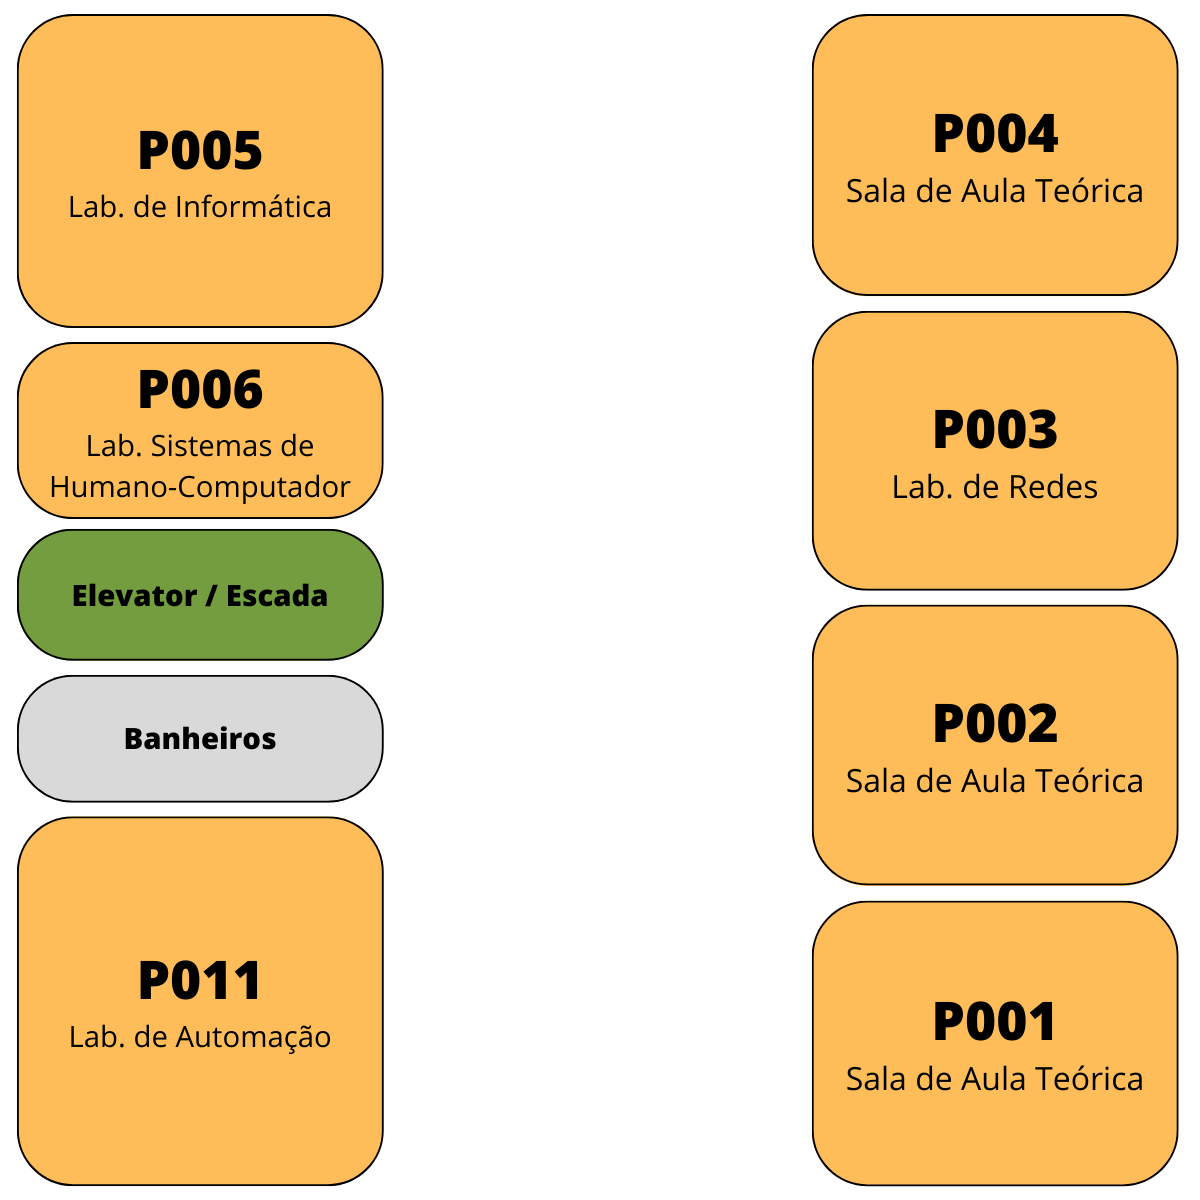 P005
Lab. de Informática
P006
Lab. Sistemas de
Humano-Computador
Elevator / Escada
Banheiros
P011
Lab. de Automação
P004
Sala de Aula Teórica
P003
Lab. de Redes
P002
Sala de Aula Teórica
P001
Sala de Aula Teórica